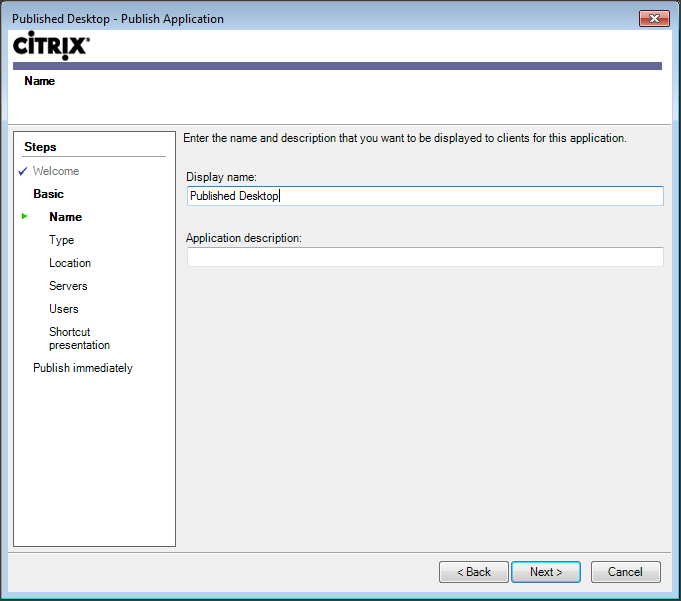 Published Desktop - Publish Application
CİTRIX®
Name
Enter the name and description that you want to be displayed to clients for this application.
Steps
Welcome
Basic
Name
Type
Location
Servers
Users
Shortcut
presentation
Publish immediately
Display name:
Published Desktop
Application description:
< Back
Next >
Cancel